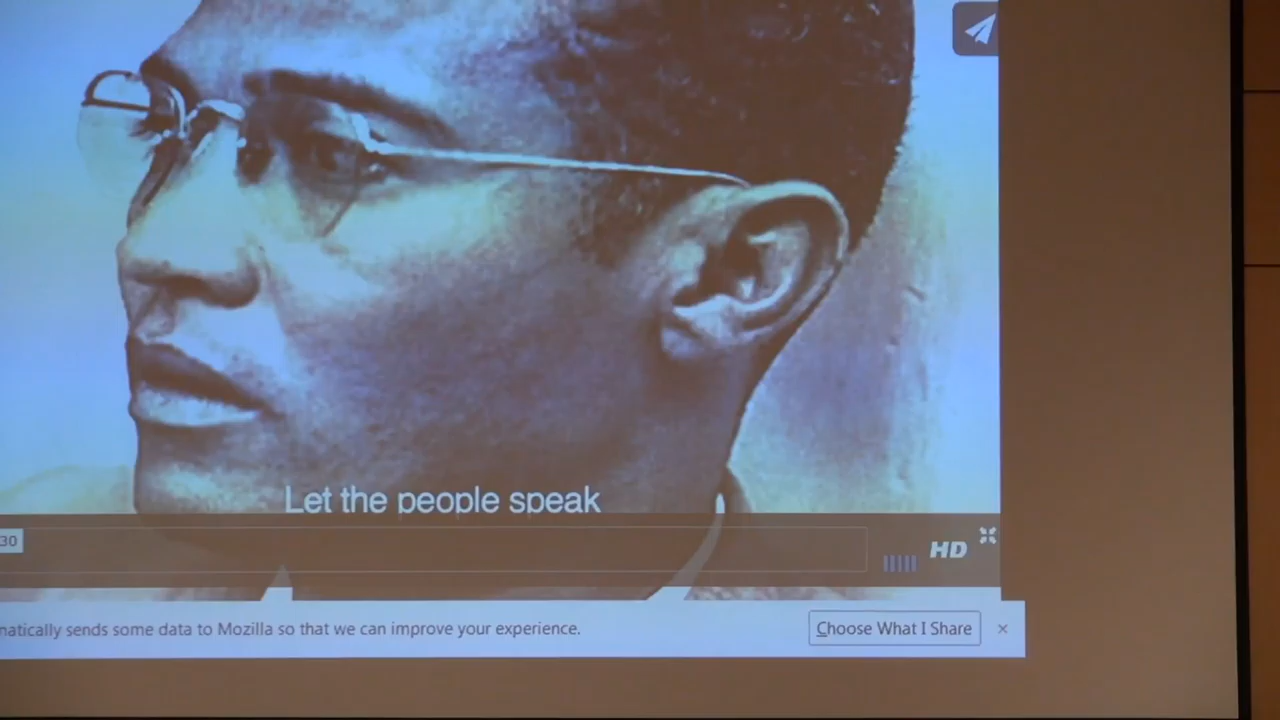 Let the people speak
30
HD
matically sends some data to Mozilla so that we can improve your experience.
Choose What I Share
×